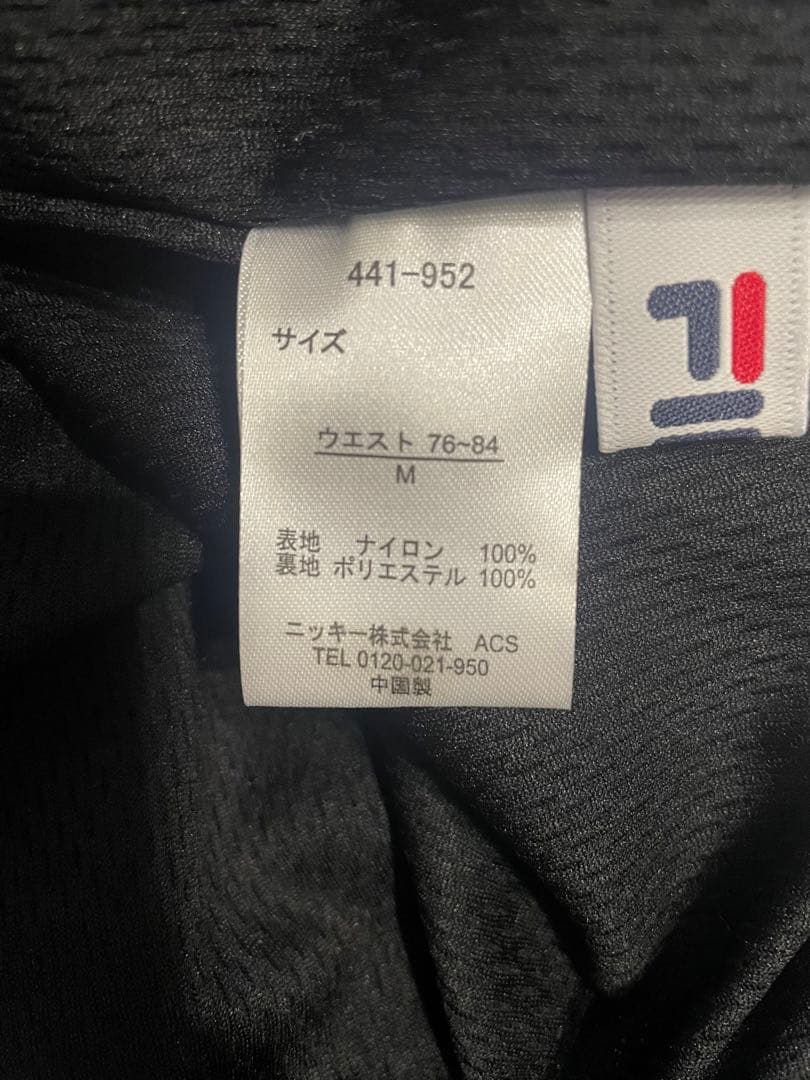 441-952
サイズ
ウエスト 76~84
M
表地 ナイロン 100%
裏地 ポリエステル 100%
ニッキー株式会社 ACS
TEL 0120-021-950
中国製